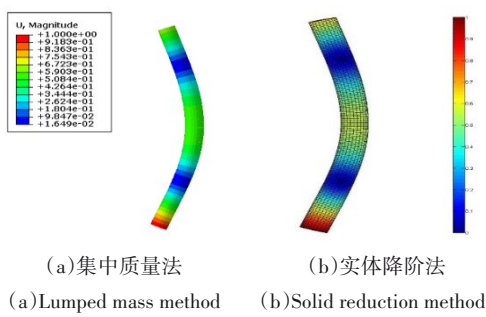 U, Magnitude
+1.000e+00
+9.183e-01
+8.363e-01
+7.543e-01
+6.723e-01
+5.903e-01
+5.084e-01
+4.264e-01
+3.444e-01
+2.624e-01
+1.804e-01
+9.847e-02
+1.649e-02
1
0.9
0.8
0.7
0.6
0.5
0.4
0.3
0.2
0.1
0
(a)集中质量法
(b)实体降阶法
(a)Lumped mass method
(b)Solid reduction method